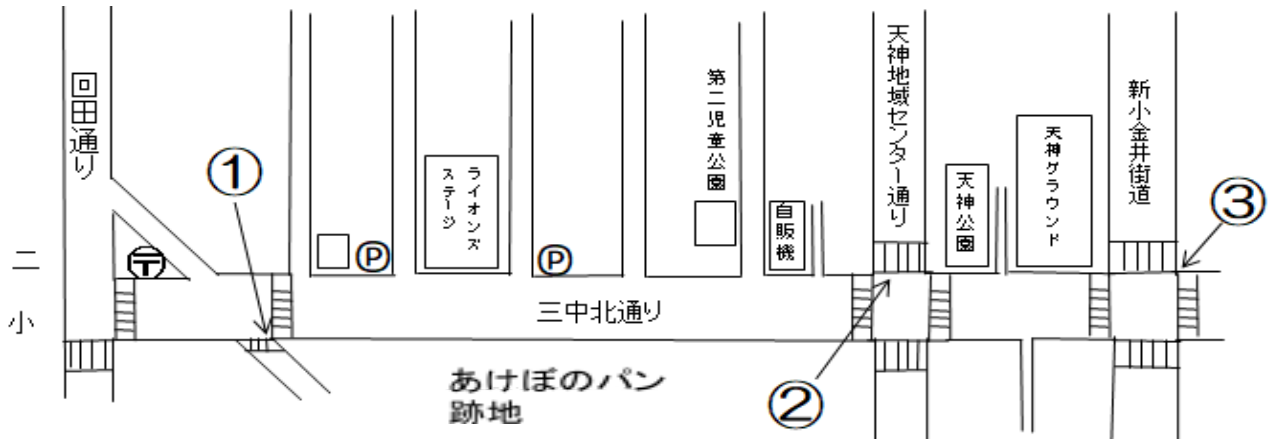 回田通り
①
〒
二小
Ⓟ
ライオンズ
ステージ
Ⓟ
第二児童公園
自販機
天神地域センター通り
天神公園
天神グラウンド
新小金井街道
③
三中北通り
②
あけぼのパン
跡地